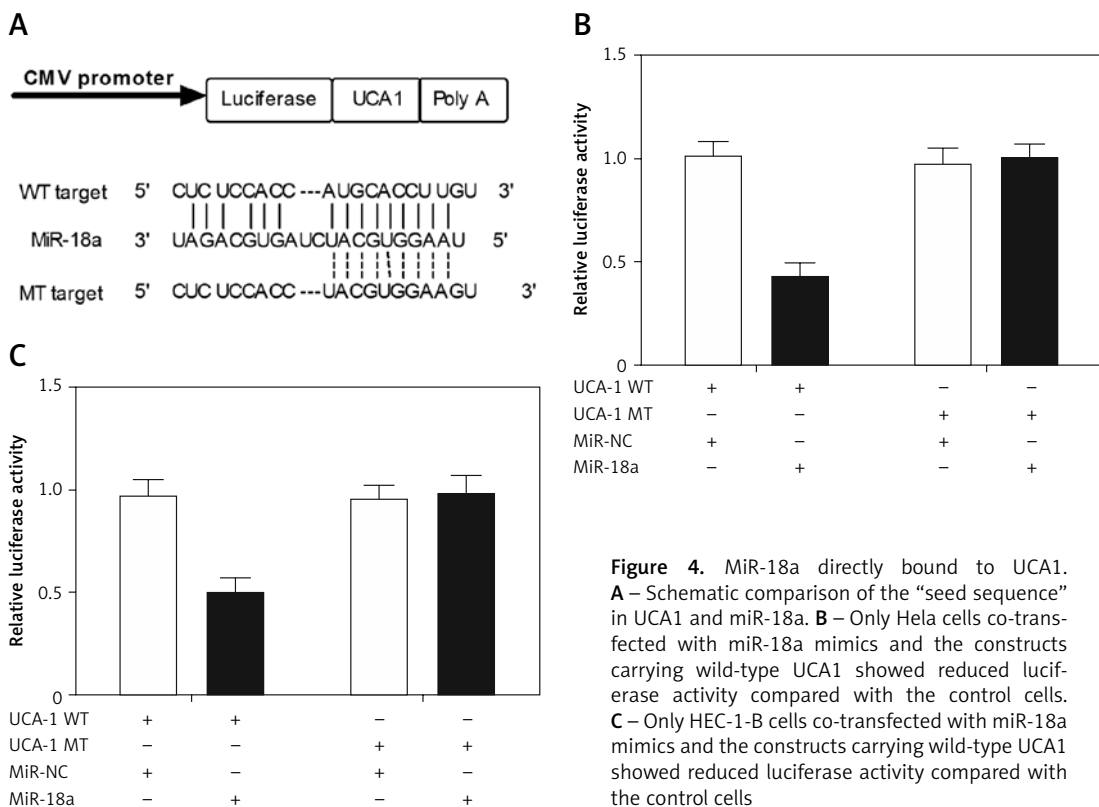 A
CMV promoter
Luciferase UCA1 Poly A
WT target 5' CUCUCCACC ---AUGCACCUUGU 3'
MiR-18a 3' UAGACGUGAUCUACGUGGAAU 5'
MT target 5' CUCUCCACC ---UACGUGGAAGU 3'
B
Relative luciferase activity
1.5
1.0
0.5
0
UCA-1 WT + + – –
UCA-1 MT – – + +
MiR-NC + – + –
MiR-18a – + – +
C
Relative luciferase activity
1.5
1.0
0.5
0
UCA-1 WT + + – –
UCA-1 MT – – + +
MiR-NC + – + –
MiR-18a – + – +
Figure 4. MiR-18a directly bound to UCA1.
A – Schematic comparison of the “seed sequence”
in UCA1 and miR-18a. B – Only Hela cells co-trans-
fected with miR-18a mimics and the constructs
carrying wild-type UCA1 showed reduced lucif-
erase activity compared with the control cells.
C – Only HEC-1-B cells co-transfected with miR-18a
mimics and the constructs carrying wild-type UCA1
showed reduced luciferase activity compared with
the control cells